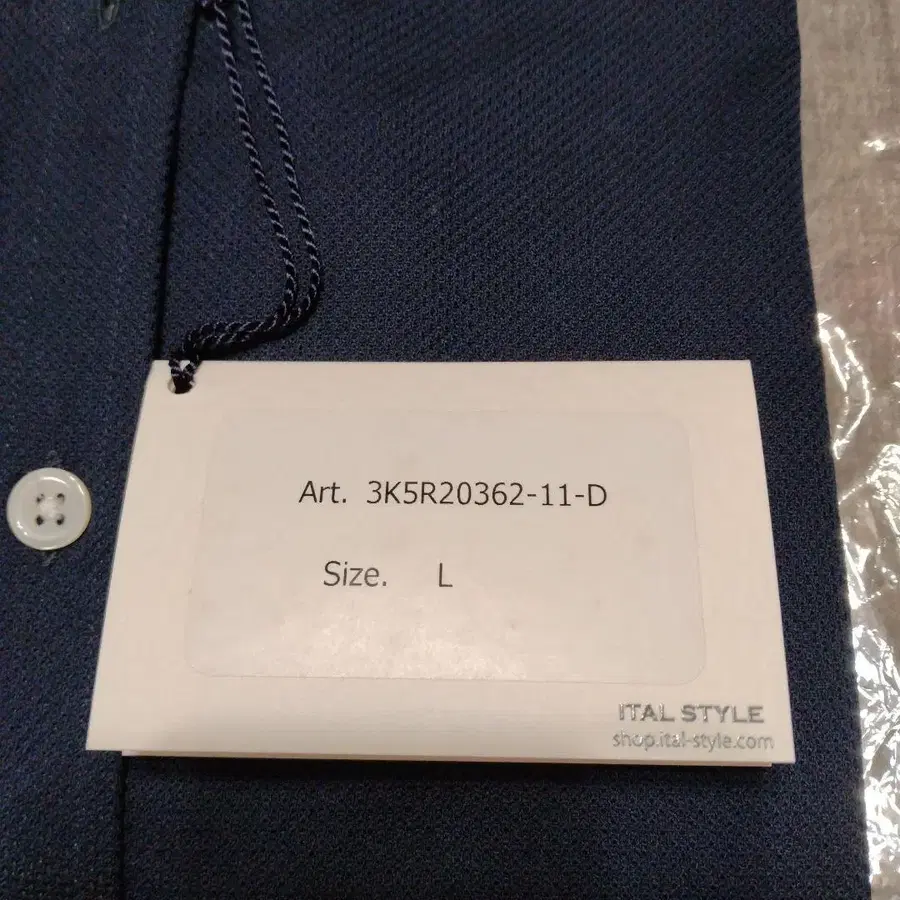 Art. 3K5R20362-11-D
Size. L
ITAL STYLE
shop.ital-style.com